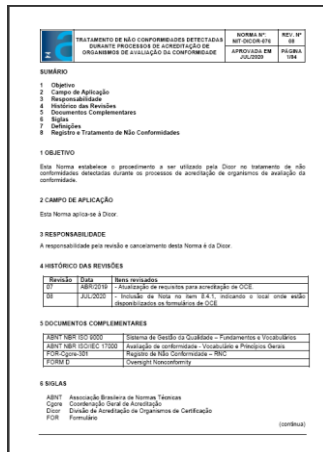 TRATAMENTO DE NÃO CONFORMIDADES DETECTADAS
DURANTE PROCESSOS DE ACREDITAÇÃO DE
ORGANISMOS DE AVALIAÇÃO DA CONFORMIDADE
NORMA Nº:
NIT-DICOR-076
REV. Nº
08
APROVADA EM
JUL/2020
PÁGINA
1/04
SUMÁRIO
1 Objetivo
2 Campo de Aplicação
3 Responsabilidade
4 Histórico das Revisões
5 Documentos Complementares
6 Siglas
7 Definições
8 Registro e Tratamento de Não Conformidades
1 OBJETIVO
Esta Norma estabelece o procedimento a ser utilizado pela Dicor no tratamento de não
conformidades detectadas durante os processos de acreditação de organismos de avaliação da
conformidade.
2 CAMPO DE APLICAÇÃO
Esta Norma aplica-se à Dicor.
3 RESPONSABILIDADE
A responsabilidade pela revisão e cancelamento desta Norma é da Dicor.
4 HISTÓRICO DAS REVISÕES
Revisão Data Itens revisados
07 ABR/2019 - Atualização de requisitos para acreditação de OCE.
08 JUL/2020 - Inclusão de Nota no item 8.4.1, indicando o local onde estão
disponibilizados os formulários de OCE
5 DOCUMENTOS COMPLEMENTARES
ABNT NBR ISO 9000 Sistema de Gestão da Qualidade – Fundamentos e Vocabulários
ABNT NBR ISO/IEC 17000 Avaliação de conformidade - Vocabulário e Princípios Gerais
FOR-Cgcre-301 Registro de Não Conformidade – RNC
FORM D Oversight Nonconformity
6 SIGLAS
ABNT Associação Brasileira de Normas Técnicas
Cgcre Coordenação Geral de Acreditação
Dicor Divisão de Acreditação de Organismos de Certificação
FOR Formulário
(continua)